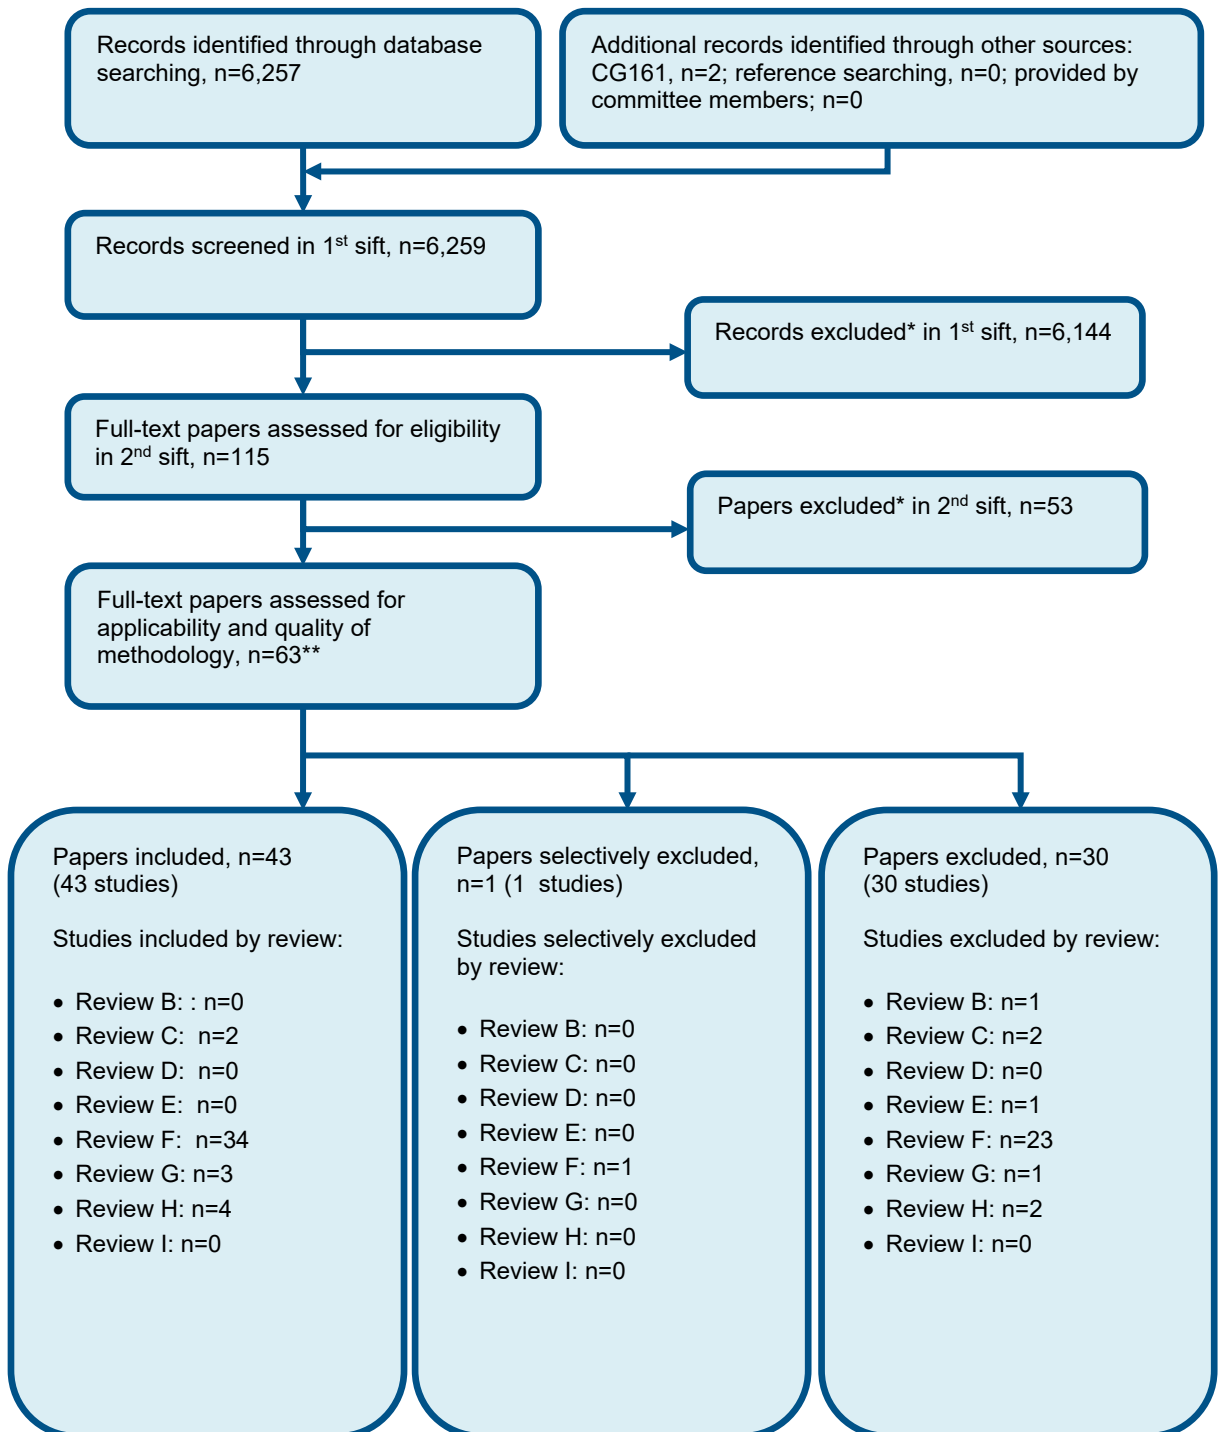 Records identified through database
searching, n=6,257
Additional records identified through other sources:
CG161, n=2; reference searching, n=0; provided by
committee members; n=0
Records screened in 1st sift, n=6,259
Records excluded* in 1st sift, n=6,144
Full-text papers assessed for eligibility
in 2nd sift, n=115
Papers excluded* in 2nd sift, n=53
Full-text papers assessed for
applicability and quality of
methodology, n=63**
Papers included, n=43
(43 studies)
Studies included by review:
• Review B: : n=0
• Review C:  n=2
• Review D:  n=0
• Review E:  n=0
• Review F:  n=34
• Review G: n=3
• Review H: n=4
• Review I: n=0
Papers selectively excluded,
n=1 (1  studies)
Studies selectively excluded
by review:
• Review B: n=0
• Review C: n=0
• Review D: n=0
• Review E: n=0
• Review F: n=1
• Review G: n=0
• Review H: n=0
• Review I: n=0
Papers excluded, n=30
(30 studies)
Studies excluded by review:
• Review B: n=1
• Review C: n=2
• Review D: n=0
• Review E: n=1
• Review F: n=23
• Review G: n=1
• Review H: n=2
• Review I: n=0